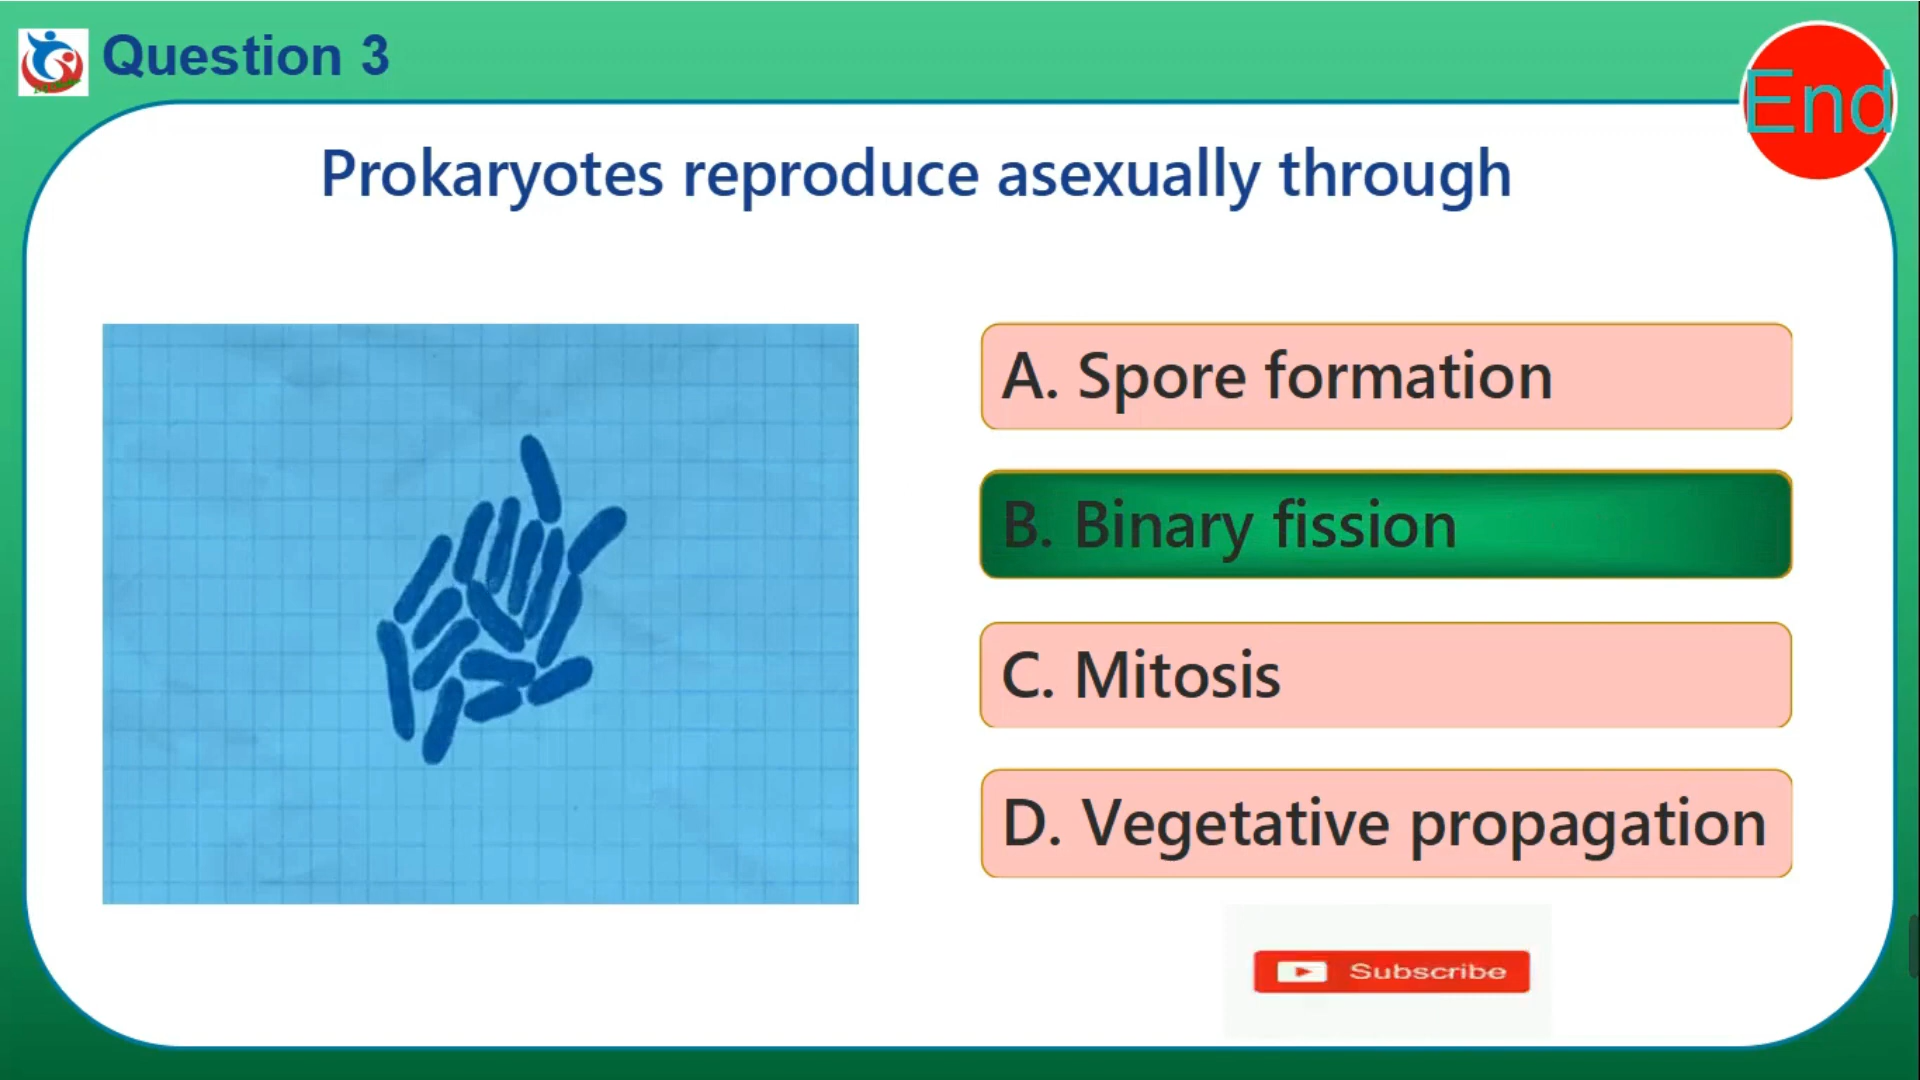 Question 3
End
Prokaryotes reproduce asexually through
A. Spore formation
B. Binary fission
C. Mitosis
D. Vegetative propagation
Subscribe